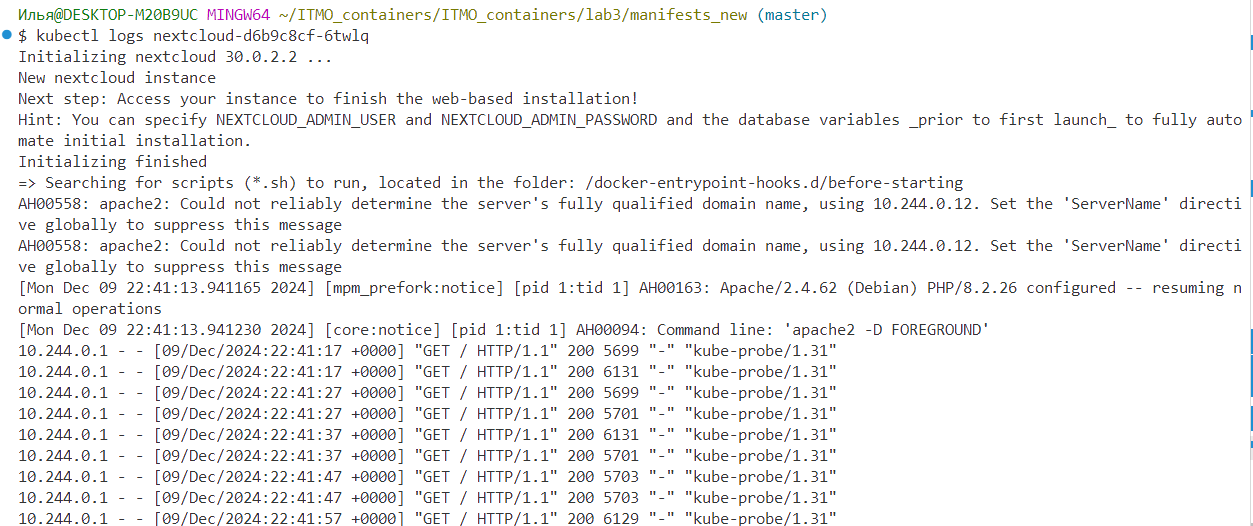 Илья@DESKTOP-M20B9UC MINGW64 ~/ITMO_containers/ITMO_containers/lab3/manifests_new (master)
$ kubectl logs nextcloud-d6b9c8cf-6twlq
Initializing nextcloud 30.0.2.2 ...
New nextcloud instance
Next step: Access your instance to finish the web-based installation!
Hint: You can specify NEXTCLOUD_ADMIN_USER and NEXTCLOUD_ADMIN_PASSWORD and the database variables _prior to first launch_ to fully auto
mate initial installation.
Initializing finished
=> Searching for scripts (*.sh) to run, located in the folder: /docker-entrypoint-hooks.d/before-starting
AH00558: apache2: Could not reliably determine the server's fully qualified domain name, using 10.244.0.12. Set the 'ServerName' directi
ve globally to suppress this message
AH00558: apache2: Could not reliably determine the server's fully qualified domain name, using 10.244.0.12. Set the 'ServerName' directi
ve globally to suppress this message
[Mon Dec 09 22:41:13.941165 2024] [mpm_prefork:notice] [pid 1:tid 1] AH00163: Apache/2.4.62 (Debian) PHP/8.2.26 configured -- resuming n
ormal operations
[Mon Dec 09 22:41:13.941230 2024] [core:notice] [pid 1:tid 1] AH00094: Command line: 'apache2 -D FOREGROUND'
10.244.0.1 - - [09/Dec/2024:22:41:17 +0000] "GET / HTTP/1.1" 200 5699 "-" "kube-probe/1.31"
10.244.0.1 - - [09/Dec/2024:22:41:17 +0000] "GET / HTTP/1.1" 200 6131 "-" "kube-probe/1.31"
10.244.0.1 - - [09/Dec/2024:22:41:27 +0000] "GET / HTTP/1.1" 200 5699 "-" "kube-probe/1.31"
10.244.0.1 - - [09/Dec/2024:22:41:27 +0000] "GET / HTTP/1.1" 200 5701 "-" "kube-probe/1.31"
10.244.0.1 - - [09/Dec/2024:22:41:37 +0000] "GET / HTTP/1.1" 200 6131 "-" "kube-probe/1.31"
10.244.0.1 - - [09/Dec/2024:22:41:37 +0000] "GET / HTTP/1.1" 200 5701 "-" "kube-probe/1.31"
10.244.0.1 - - [09/Dec/2024:22:41:47 +0000] "GET / HTTP/1.1" 200 5703 "-" "kube-probe/1.31"
10.244.0.1 - - [09/Dec/2024:22:41:47 +0000] "GET / HTTP/1.1" 200 5703 "-" "kube-probe/1.31"
10.244.0.1 - - [09/Dec/2024:22:41:57 +0000] "GET / HTTP/1.1" 200 6129 "-" "kube-probe/1.31"